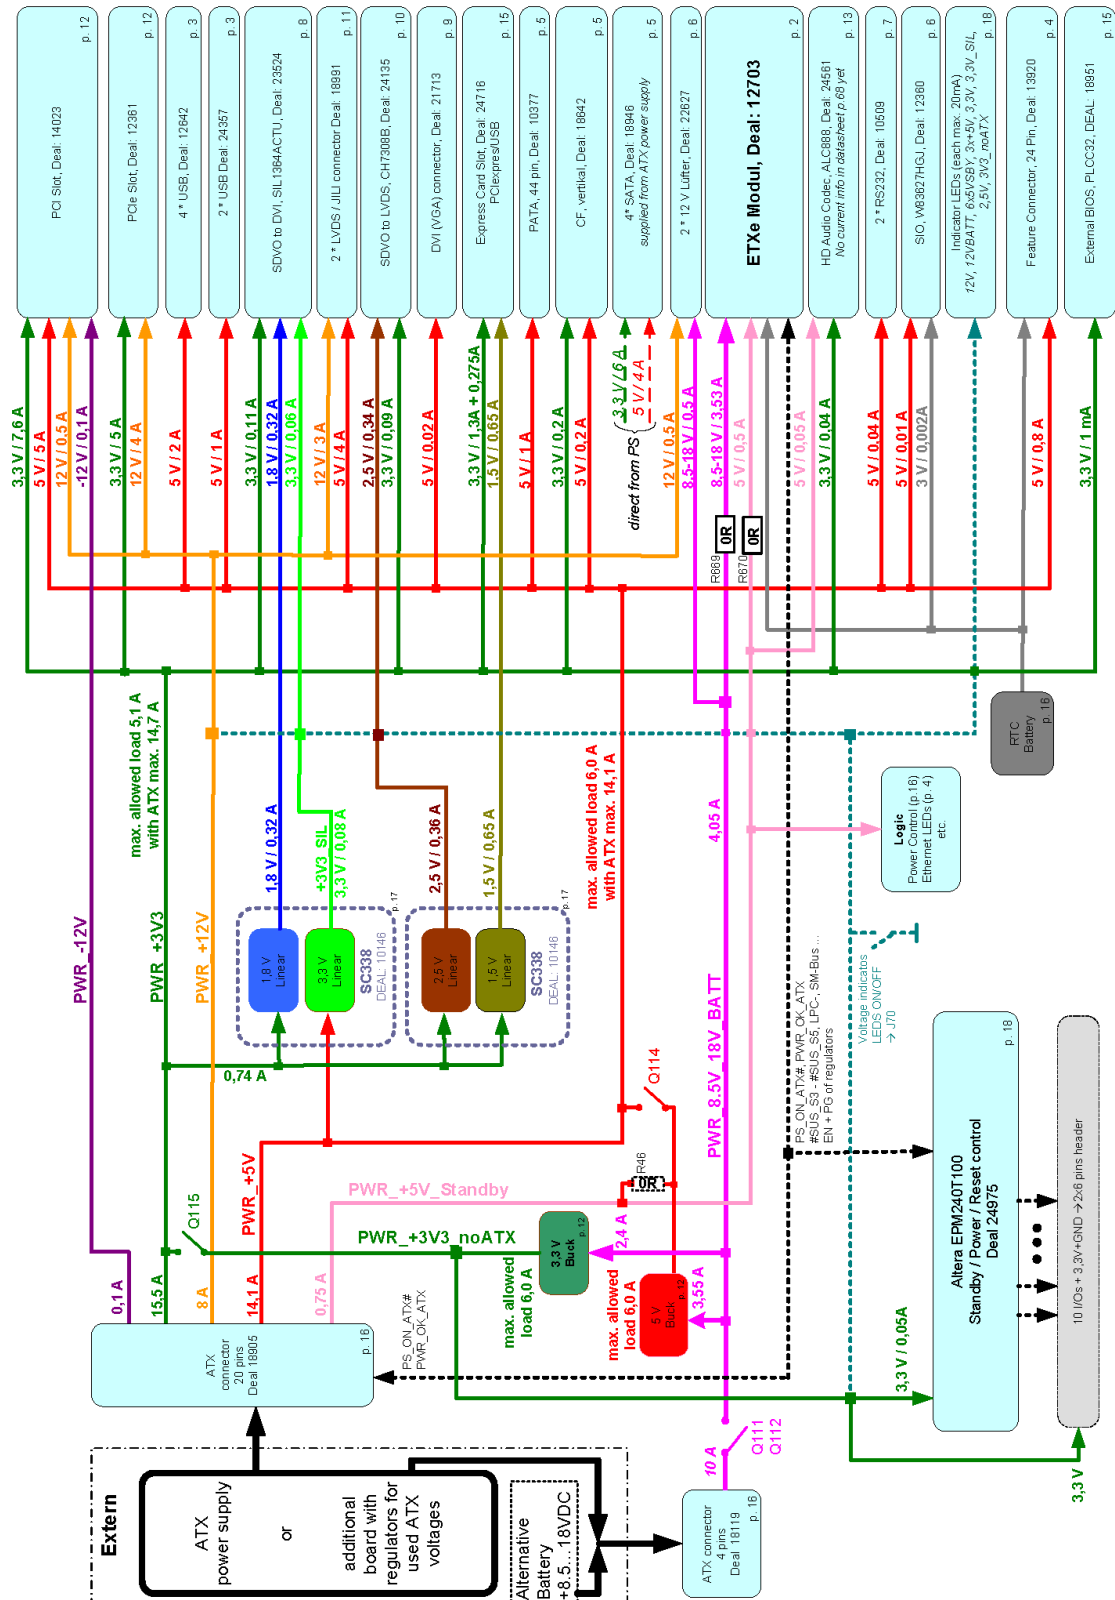 Extern
ATX
power supply
or
additional
board with
regulators for
used ATX
voltages
Alternative
Battery
+8.5...18VDC
ATX
connector
20 pins
Deal 18905
p. 16
ATX connector
4 pins
Deal 18119
p. 16
0,1 A
15,5 A
8 A
14,1 A
0,75 A
PS_ON_ATX#
PWR_OK_ATX
10 A
Q111
Q112
Q115
PWR_-12V
PWR_+3V3
PWR_+12V
PWR_+5V
PWR_+5V_Standby
PWR_+3V3_noATX
PWR_8.5V_18V_BATT
max. allowed
load 6,0 A
3,3 V
Buck
p. 12
2,4 A
max. allowed
load 6,0 A
5 V
Buck
p. 12
3,55 A
R46
0R
Q114
0,74 A
1,8 V
Linear
3,3 V
Linear
SC338
DEAL: 10146
p.17
2,5 V
Linear
1,5 V
Linear
SC338
DEAL: 10146
p.17
max. allowed load 5,1 A
with ATX max. 14,7 A
1,8 V / 0,32 A
+3V3_SIL
3,3 V / 0,08 A
2,5 V / 0,36 A
1,5 V / 0,65 A
max. allowed load 6,0 A
with ATX max. 14,1 A
4,05 A
PS_ON_ATX#, PWR_OK_ATX
#SUS_S3 - #SUS_S5, LPC-, SM-Bus ...
EN + PG of regulators
Voltage indicatos
LEDS ON/OFF
→ J70
Logic
Power Control (p.16)
Ethernet LEDs (p. 4)
etc.
RTC
Battery
p. 16
Altera EPM240T100
Standby / Power / Reset control
Deal 24975
p. 18
3,3 V / 0,05A
3,3 V
10 I/Os + 3,3V+GND → 2x6 pins header
R669
0R
R670
0R
3,3 V / 7,6 A
5 V / 5 A
12 V / 0,5 A
-12 V / 0,1 A
PCI Slot, Deal: 14023
p. 12
3,3 V / 5 A
12 V / 4 A
PCIe Slot, Deal: 12361
p. 12
5 V / 2 A
4 * USB, Deal: 12642
p. 3
5 V / 1 A
2 * USB Deal: 24357
p. 3
3,3 V / 0,11 A
1,8 V / 0,32 A
3,3 V / 0,06 A
SDVO to DVI, SIL1364ACTU, Deal: 23524
p. 8
12 V / 3 A
5 V / 4 A
2 * LVDS / JILI connector Deal: 18991
p. 11
2,5 V / 0,34 A
3,3 V / 0,09 A
SDVO to LVDS, CH7308B, Deal: 24135
p. 10
5 V / 0.02 A
DVI (VGA) connector, Deal: 21713
p. 9
3,3 V / 1,3A + 0,275A
1,5 V / 0,65 A
Express Card Slot, Deal: 24716
PCIexpres/USB
p. 15
5 V / 1 A
PATA, 44 pin, Deal: 10377
p. 5
3,3 V / 0,2 A
5 V / 0,2 A
CF, vertikal, Deal: 18642
p. 5
direct from PS
3,3 V / 6 A
5 V / 4 A
4* SATA, Deal: 18946
supplied from ATX power supply
p. 5
12 V / 0,5 A
8.5-18 V / 0,5 A
2 * 12 V Lüfter, Deal: 22627
p. 6
8.5-18 V / 3,53 A
5 V / 0,5 A
ETXe Modul, Deal: 12703
p. 2
5 V / 0,05 A
3,3 V / 0,04 A
HD Audio Codec, ALC888, Deal: 24561
No current info in datasheet p.68 yet
p. 13
5 V / 0,04 A
2 * RS232, Deal: 10509
p. 7
5 V / 0,01 A
3 V / 0,002A
SIO, W83627HGJ, Deal: 12360
p. 6
Indicator LEDs (each max. 20mA)
12V, 12VBATT, 6x5VSBY, 3x+5V, 3,3V, 3,3V_SIL,
2,5V, 3V3_noATX
p. 18
5 V / 0,8 A
Feature Connector, 24 Pin, Deal: 13920
p. 4
3,3 V / 1 mA
External BIOS, PLCC32, DEAL: 18951
p. 15